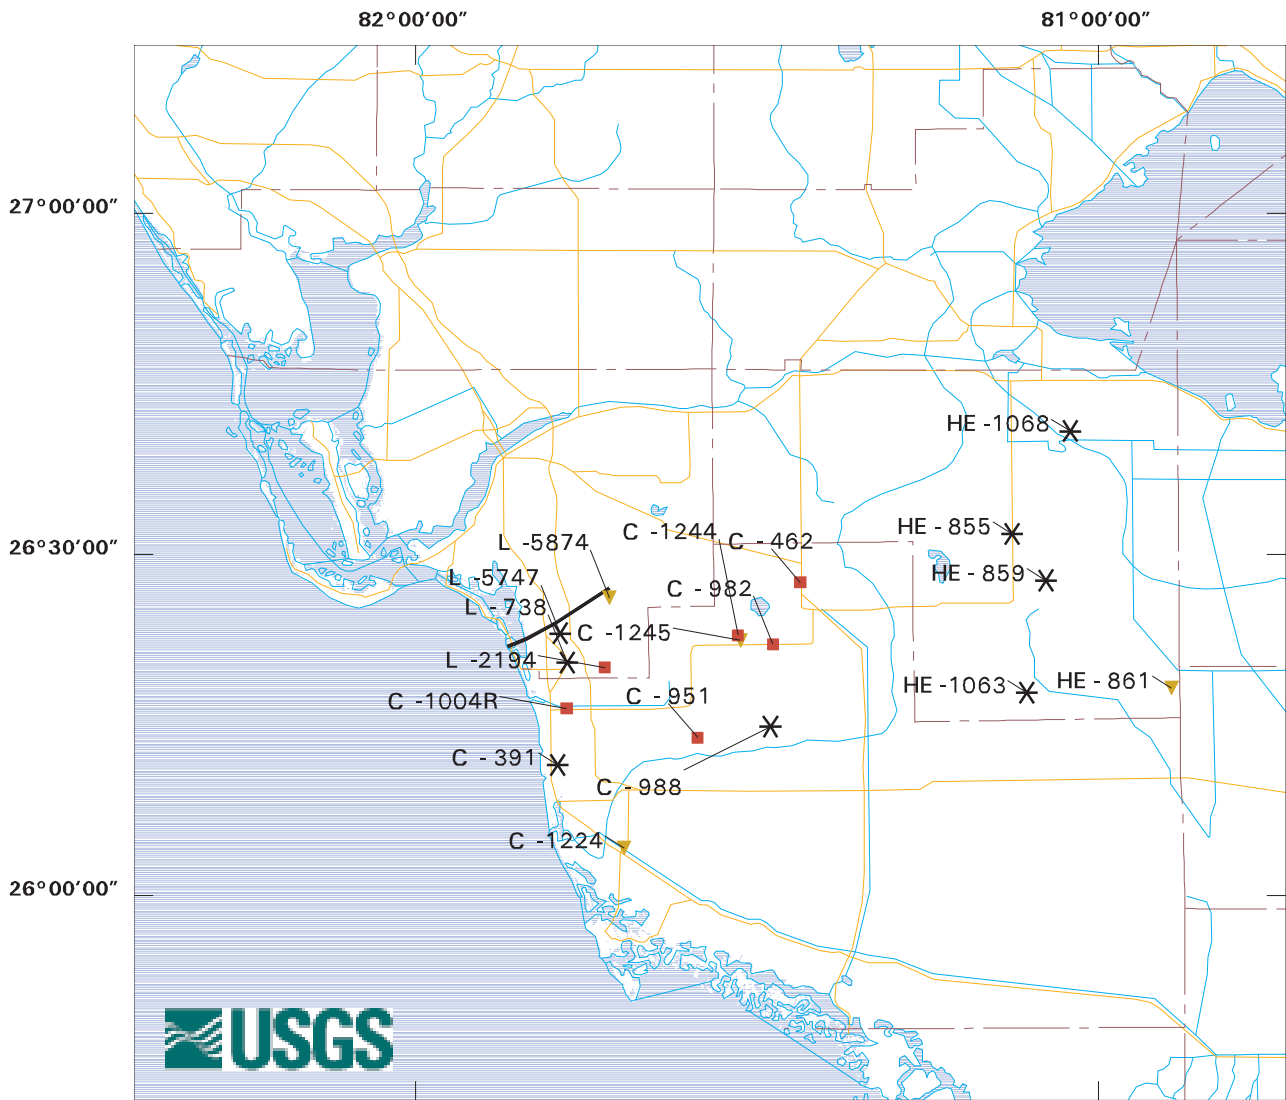 82°00'00" 81°00'00"
27°00'00"
HE -1068
26°30'00"
HE - 855
C -1244
C - 462
L -5874
HE - 859
L -5747
C - 982
L - 738
C -1245
L -2194
HE -1063
HE - 861
C -1004R
C - 951
C - 391
C - 988
C -1224
26°00'00"
USGS